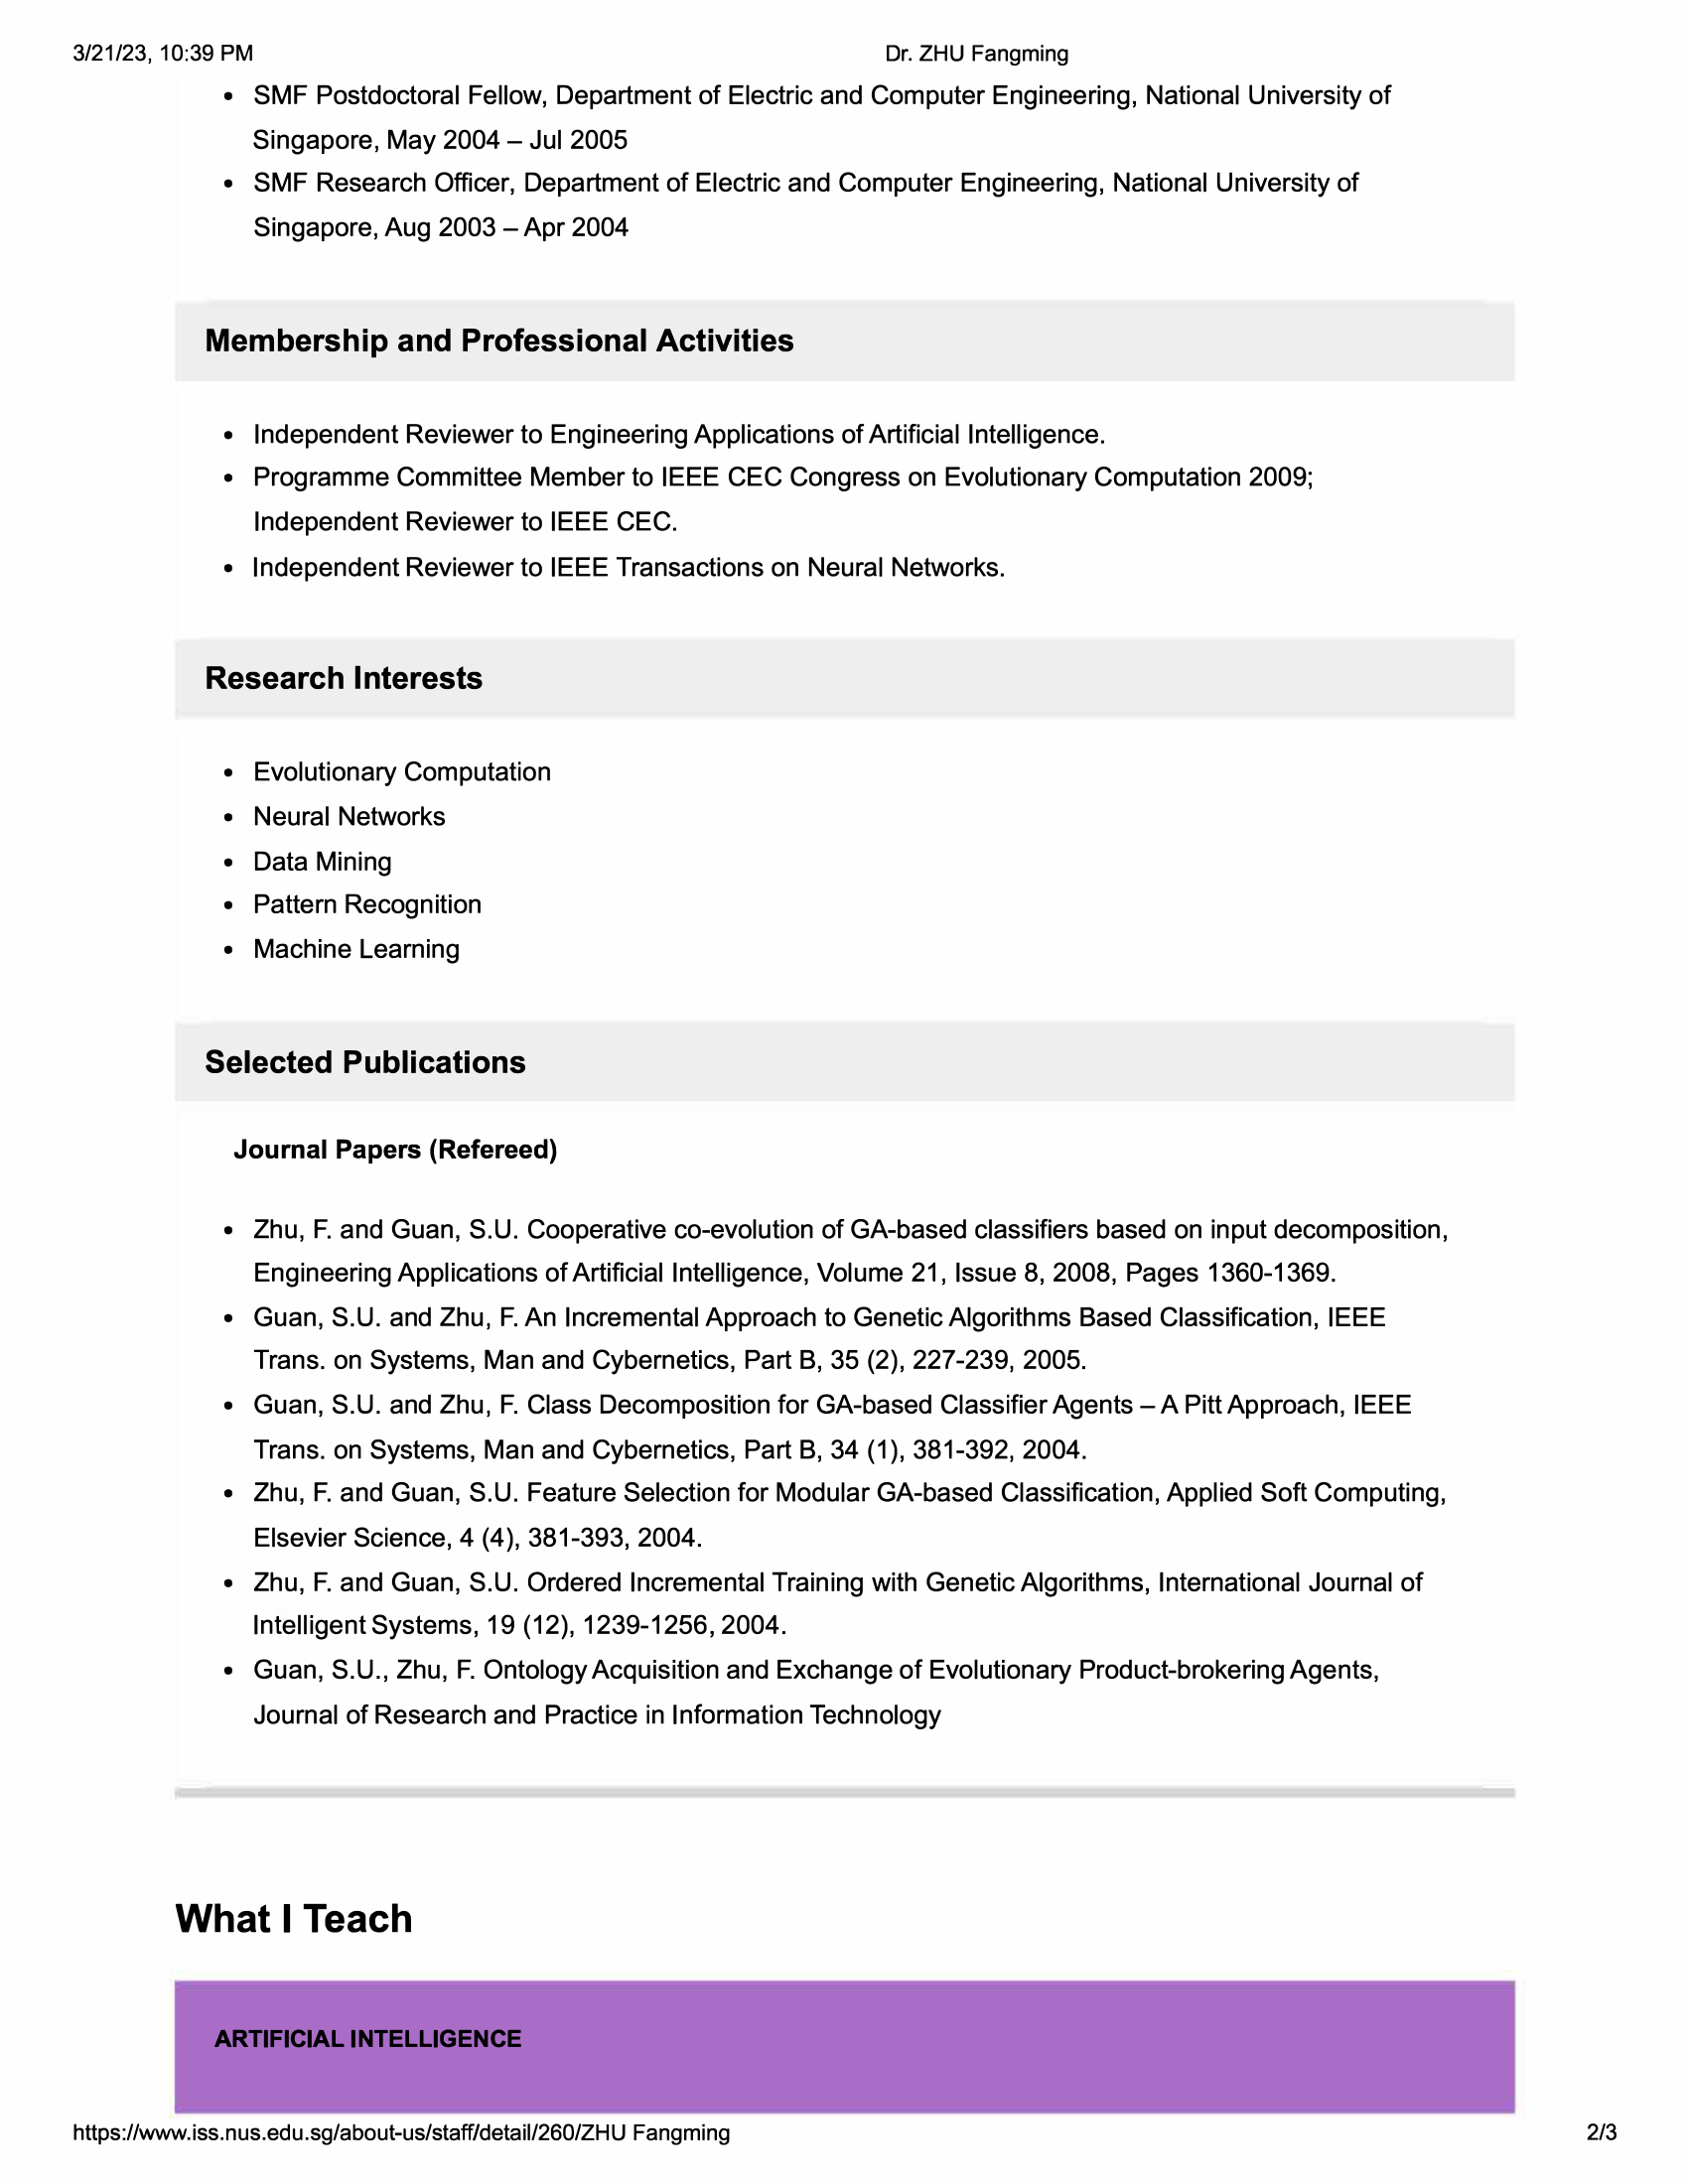 3/21/23, 10:39 PM
Dr. ZHU Fangming
• SMF Postdoctoral Fellow, Department of Electric and Computer Engineering, National University of
Singapore, May 2004 – Jul 2005
• SMF Research Officer, Department of Electric and Computer Engineering, National University of
Singapore, Aug 2003 – Apr 2004
Membership and Professional Activities
• Independent Reviewer to Engineering Applications of Artificial Intelligence.
• Programme Committee Member to IEEE CEC Congress on Evolutionary Computation 2009;
Independent Reviewer to IEEE CEC.
• Independent Reviewer to IEEE Transactions on Neural Networks.
Research Interests
• Evolutionary Computation
• Neural Networks
• Data Mining
• Pattern Recognition
• Machine Learning
Selected Publications
Journal Papers (Refereed)
• Zhu, F. and Guan, S.U. Cooperative co-evolution of GA-based classifiers based on input decomposition,
Engineering Applications of Artificial Intelligence, Volume 21, Issue 8, 2008, Pages 1360-1369.
• Guan, S.U. and Zhu, F. An Incremental Approach to Genetic Algorithms Based Classification, IEEE
Trans. on Systems, Man and Cybernetics, Part B, 35 (2), 227-239, 2005.
• Guan, S.U. and Zhu, F. Class Decomposition for GA-based Classifier Agents – A Pitt Approach, IEEE
Trans. on Systems, Man and Cybernetics, Part B, 34 (1), 381-392, 2004.
• Zhu, F. and Guan, S.U. Feature Selection for Modular GA-based Classification, Applied Soft Computing,
Elsevier Science, 4 (4), 381-393, 2004.
• Zhu, F. and Guan, S.U. Ordered Incremental Training with Genetic Algorithms, International Journal of
Intelligent Systems, 19 (12), 1239-1256, 2004.
• Guan, S.U., Zhu, F. Ontology Acquisition and Exchange of Evolutionary Product-brokering Agents,
Journal of Research and Practice in Information Technology
What I Teach
ARTIFICIAL INTELLIGENCE
https://www.iss.nus.edu.sg/about-us/staff/detail/260/ZHU Fangming
2/3